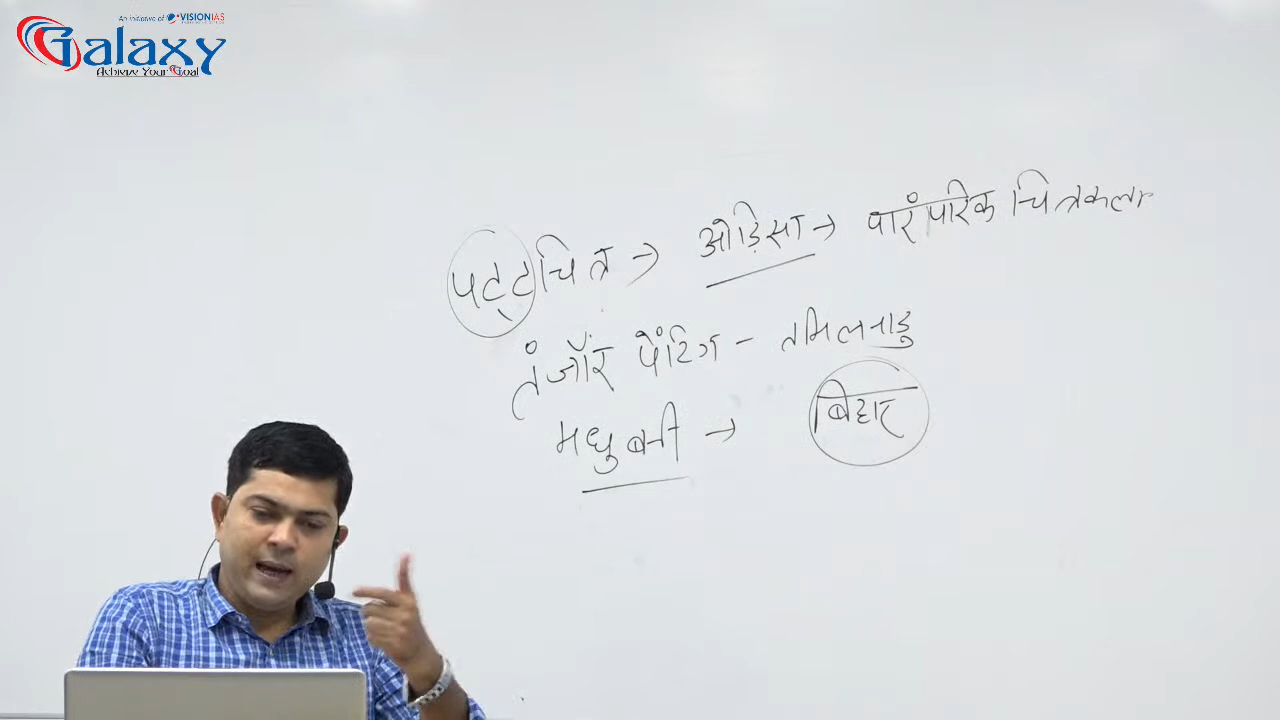 An initiative of VISIONIAS
Galaxy
Achieve Your Goal
पट्टचित्र → ओड़िसा → पारंपरिक चित्रकला
तंजौंर पेंटिंग - तमिलनाडु
मधुबनी → बिहार